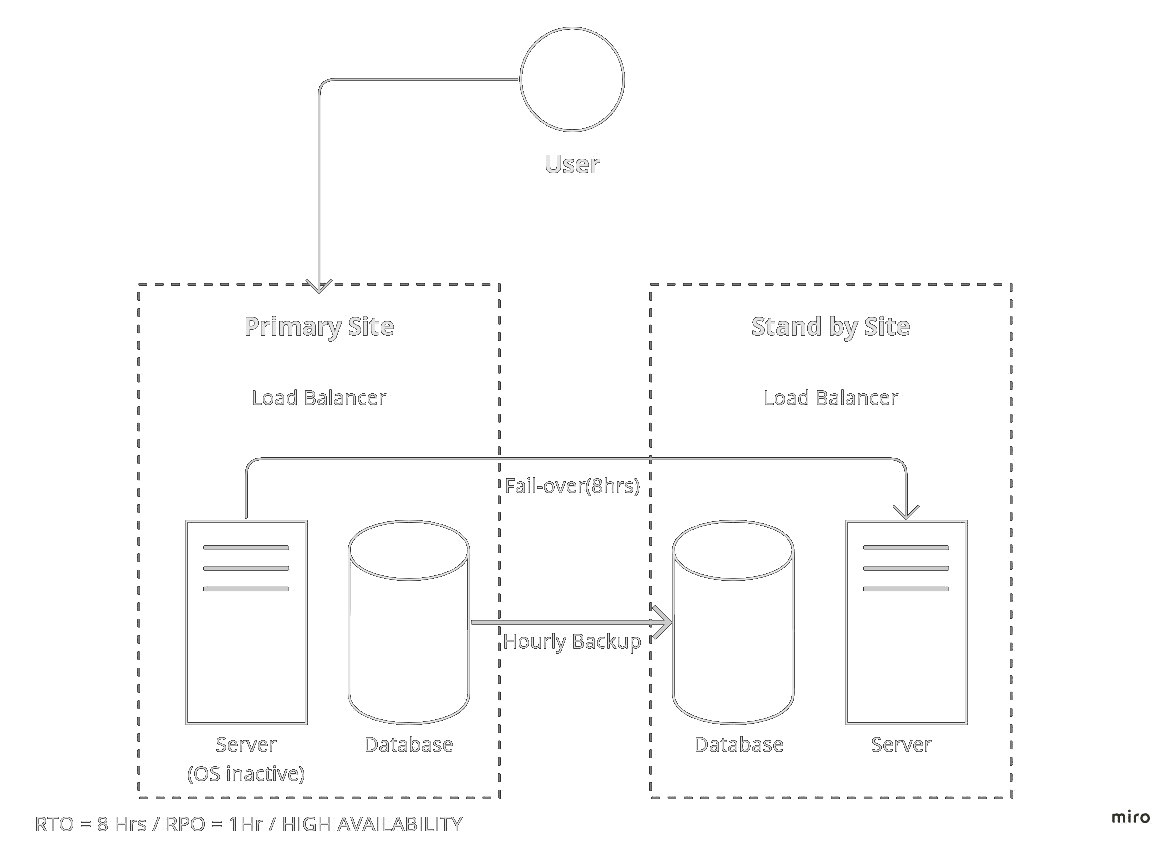 User
Primary Site
Stand by Site
Load Balancer
Load Balancer
Fail-over(8hrs)
Hourly Backup
Server
(OS inactive)
Database
Database
Server
RTO = 8 Hrs / RPO = 1Hr / HIGH AVAILABILITY
miro